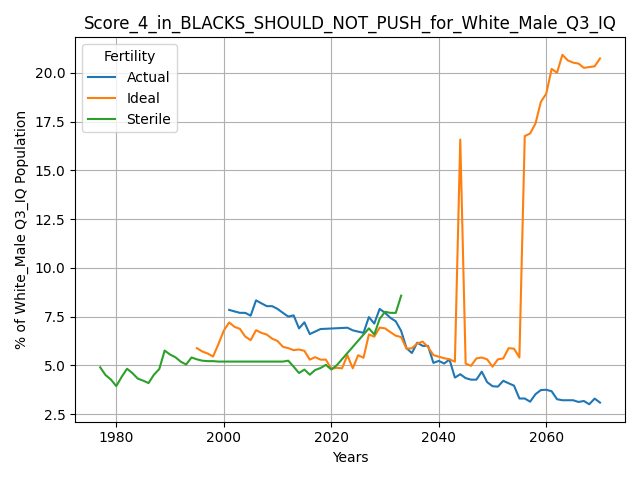 Score_4_in_BLACKS_SHOULD_NOT_PUSH_for_White_Male_Q3_IQ
Fertility
Actual
Ideal
Sterile
% of White_Male Q3_IQ Population
20.0
17.5
15.0
12.5
10.0
7.5
5.0
2.5
1980
2000
2020
2040
2060
Years